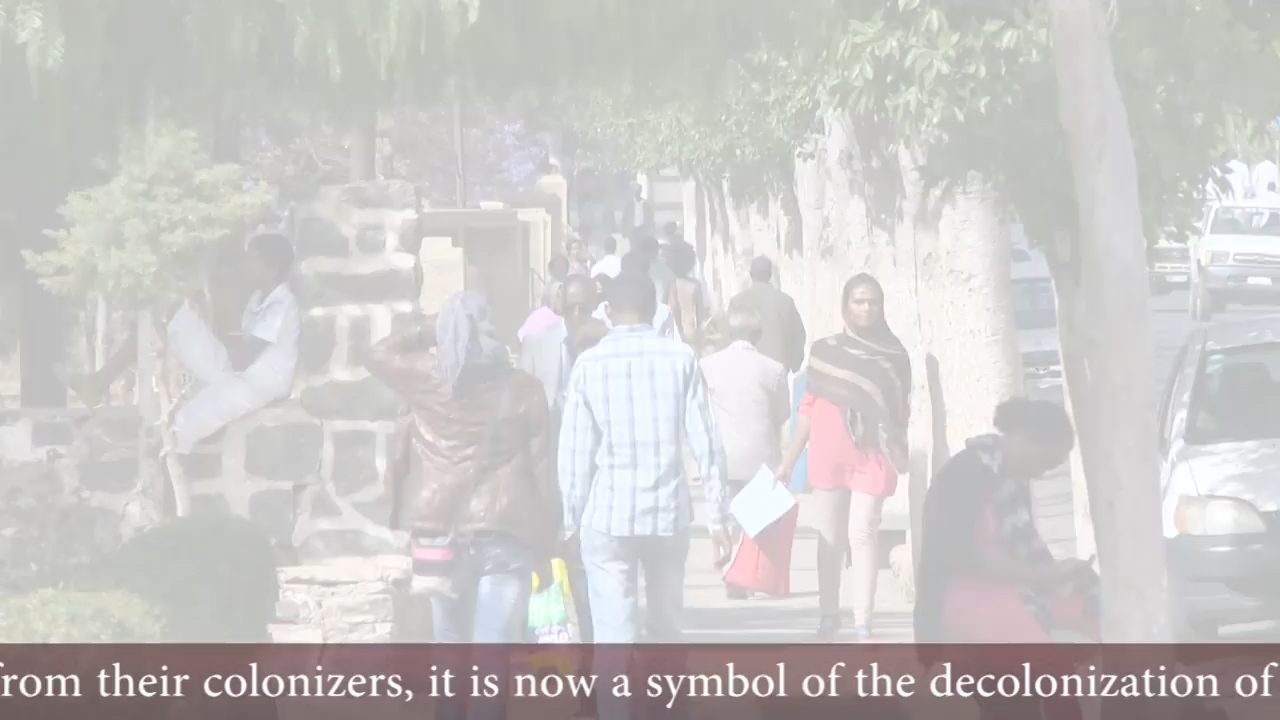 from their colonizers, it is now a symbol of the decolonization of